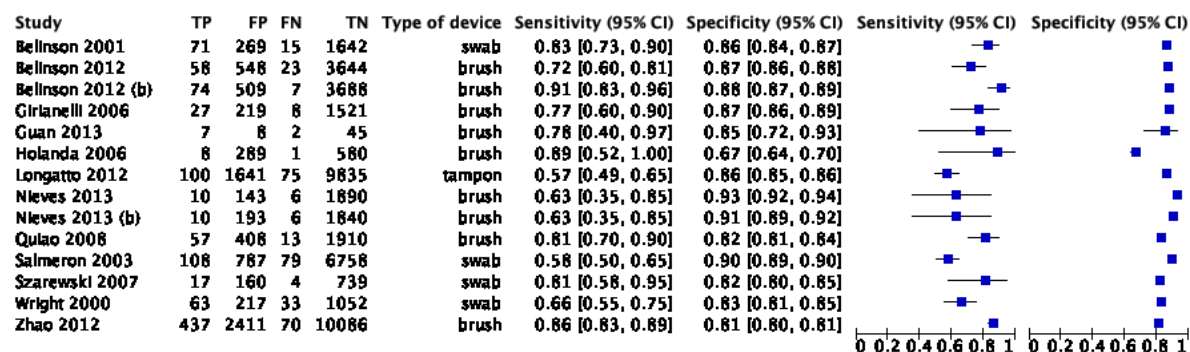 Study TP FP FN TN Type of device Sensitivity (95% CI) Specificity (95% CI) Sensitivity (95% CI) Specificity (95% CI)
Belinson 2001 71 269 15 1642 swab 0.83 [0.73, 0.90] 0.86 [0.84, 0.87]
Belinson 2012 58 548 23 3644 brush 0.72 [0.60, 0.81] 0.87 [0.86, 0.88]
Belinson 2012 (b) 74 509 7 3688 brush 0.91 [0.83, 0.96] 0.88 [0.87, 0.89]
Girianelli 2006 27 219 8 1521 brush 0.77 [0.60, 0.90] 0.87 [0.86, 0.89]
Guan 2013 7 8 2 45 brush 0.78 [0.40, 0.97] 0.85 [0.72, 0.93]
Holanda 2006 8 289 1 580 brush 0.89 [0.52, 1.00] 0.67 [0.64, 0.70]
Longatto 2012 100 1641 75 9835 tampon 0.57 [0.49, 0.65] 0.86 [0.85, 0.86]
Nieves 2013 10 143 6 1890 brush 0.63 [0.35, 0.85] 0.93 [0.92, 0.94]
Nieves 2013 (b) 10 193 6 1840 brush 0.63 [0.35, 0.85] 0.91 [0.89, 0.92]
Quiao 2008 57 408 13 1910 brush 0.81 [0.70, 0.90] 0.82 [0.81, 0.84]
Salmeron 2003 108 787 79 6758 swab 0.58 [0.50, 0.65] 0.90 [0.89, 0.90]
Szarewski 2007 17 160 4 739 swab 0.81 [0.58, 0.95] 0.82 [0.80, 0.85]
Wright 2000 63 217 33 1052 swab 0.66 [0.55, 0.75] 0.83 [0.81, 0.85]
Zhao 2012 437 2411 70 10086 brush 0.86 [0.83, 0.89] 0.81 [0.80, 0.81]
0 0.2 0.4 0.6 0.8 1 0 0.2 0.4 0.6 0.8 1